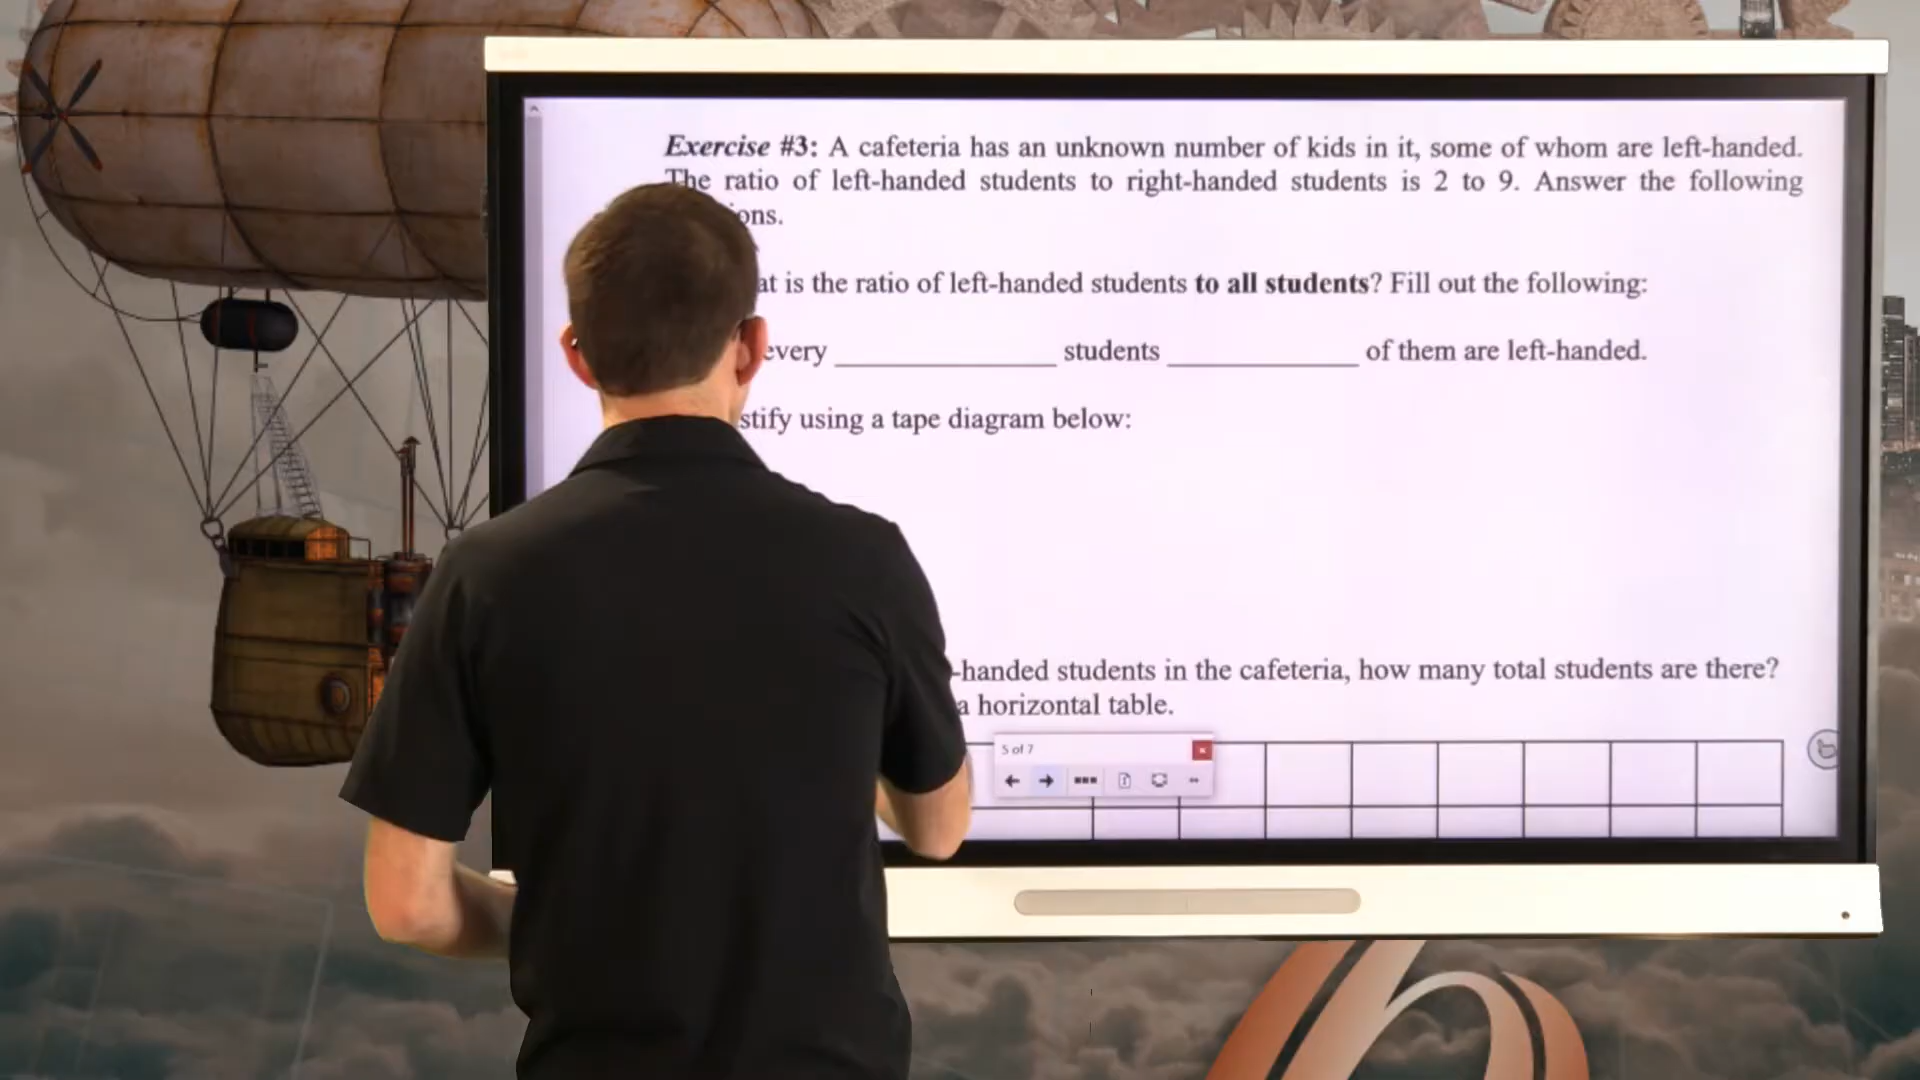 Exercise #3: A cafeteria has an unknown number of kids in it, some of whom are left-handed.
The ratio of left-handed students to right-handed students is 2 to 9. Answer the following
ons.
at is the ratio of left-handed students to all students? Fill out the following:
every ____________ students ____________ of them are left-handed.
stify using a tape diagram below:
-handed students in the cafeteria, how many total students are there?
a horizontal table.
5 of 7